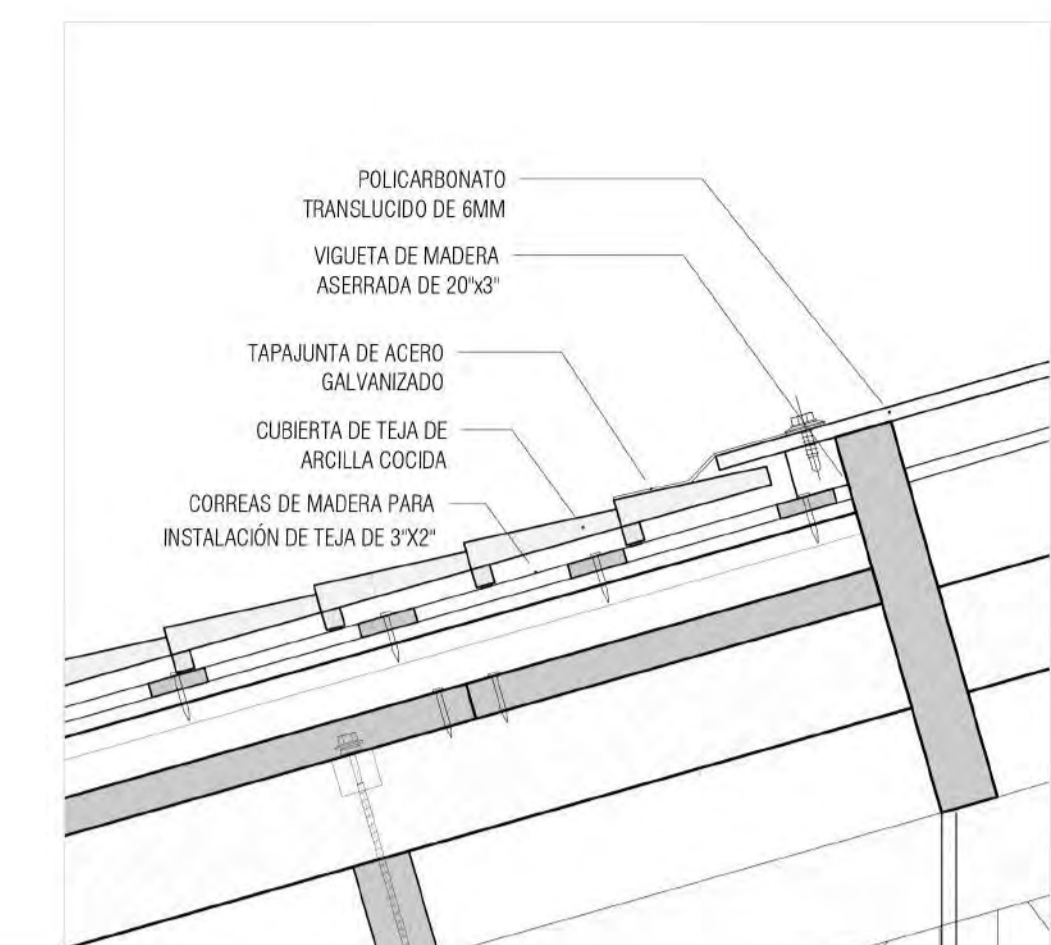 POLICARBONATO
TRANSLUCIDO DE 6MM
VIGUETA DE MADERA
ASERRADA DE 20"x3"
TAPAJUNTA DE ACERO
GALVANIZADO
CUBIERTA DE TEJA DE
ARCILLA COCIDA
CORREAS DE MADERA PARA
INSTALACIÓN DE TEJA DE 3"X2"